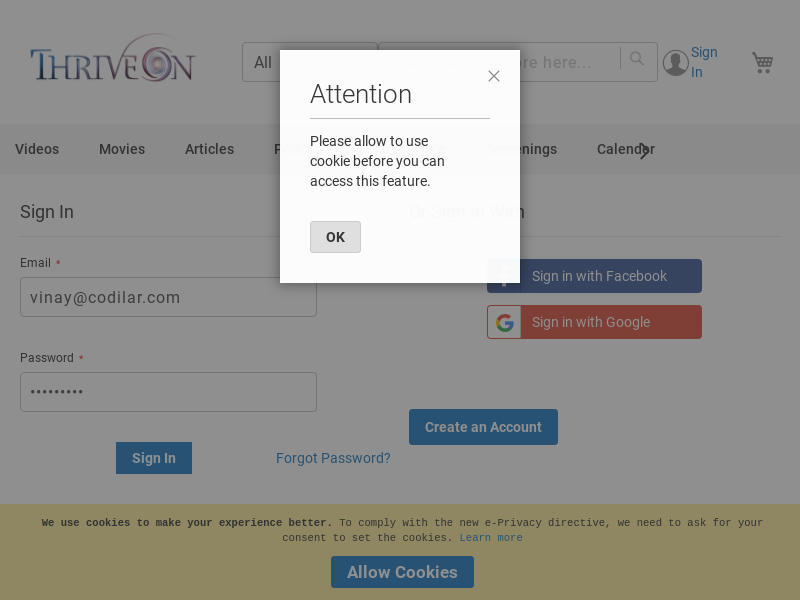 THRIVEON
All
re here...
Sign
In
Videos
Movies
Articles
Calendar
Attention
Please allow to use
cookie before you can
access this feature.
OK
Sign In
Or Sign In With
Email *
vinay@codilar.com
Sign in with Facebook
Sign in with Google
Password *
•••••••••
Create an Account
Sign In
Forgot Password?
We use cookies to make your experience better. To comply with the new e-Privacy directive, we need to ask for your
consent to set the cookies. Learn more
Allow Cookies